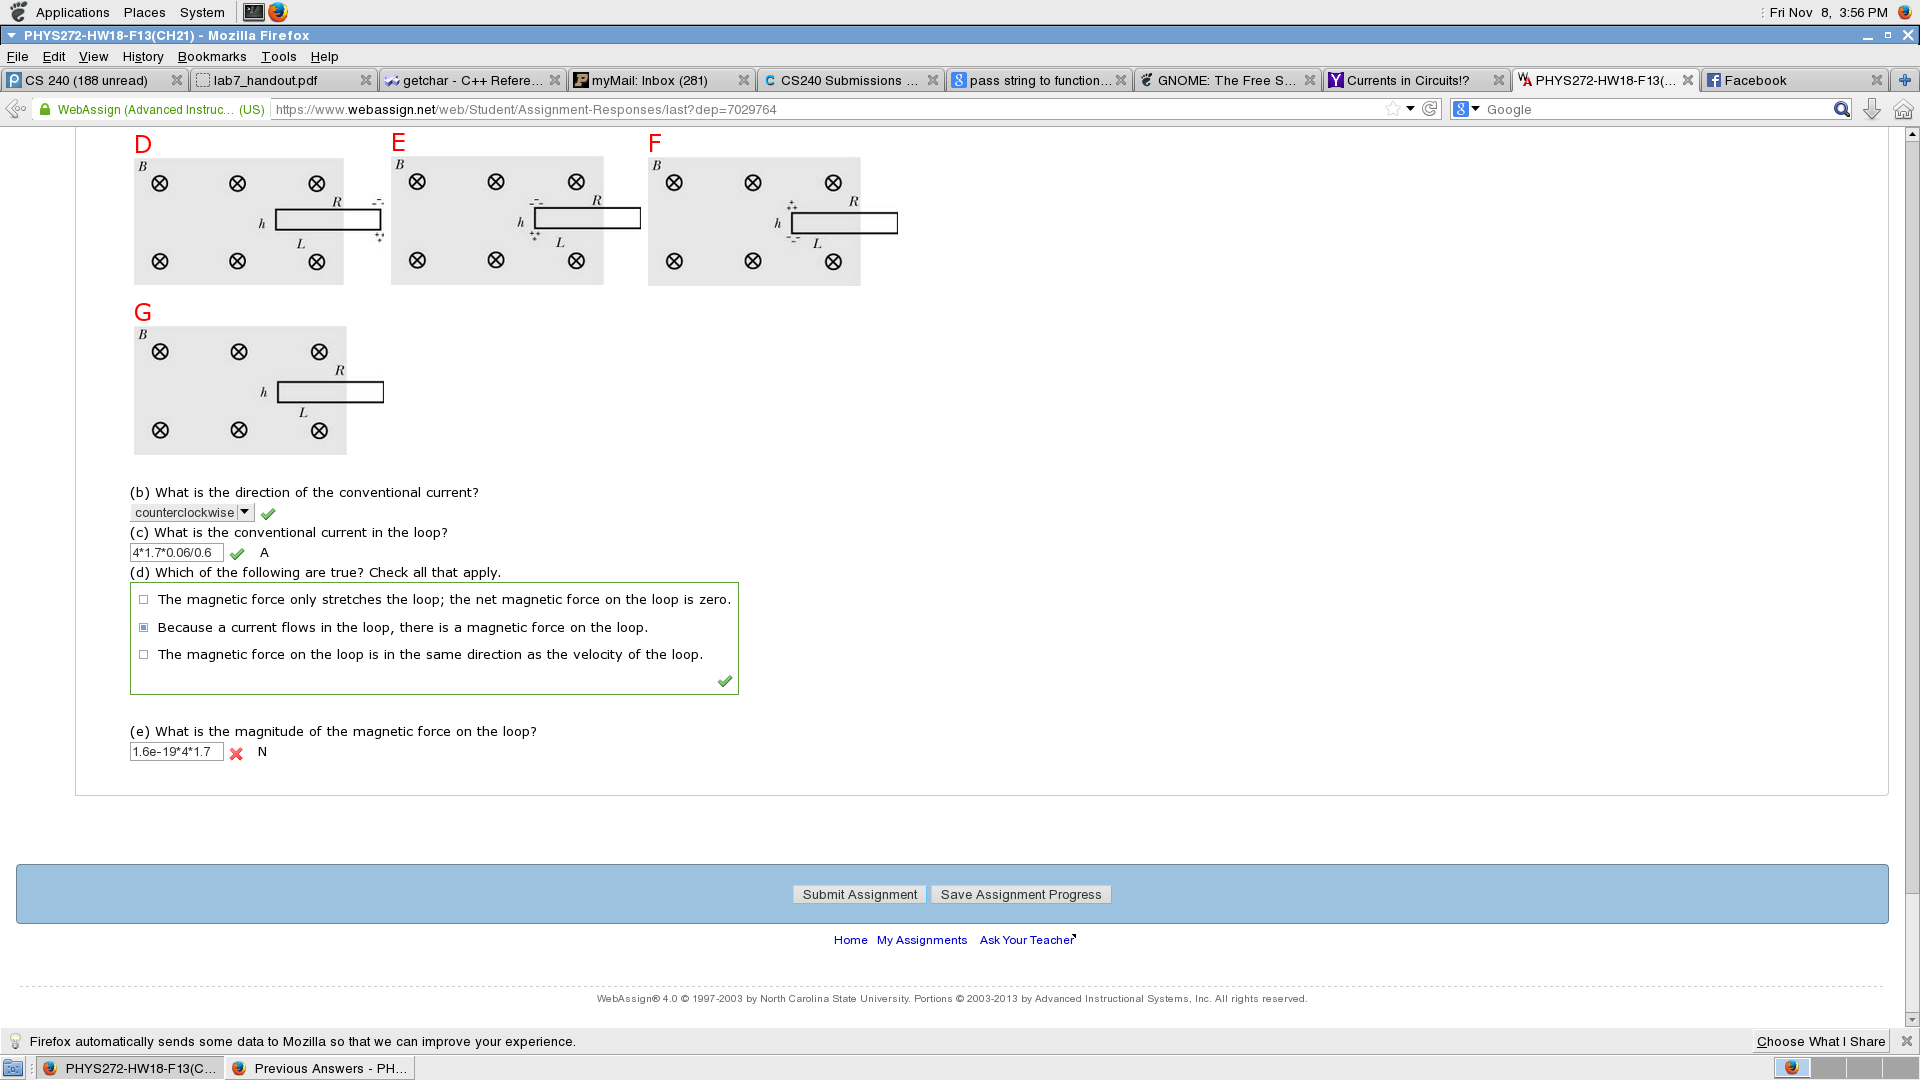 Applications Places System Fri Nov 8, 3:56 PM
PHYS272-HW18-F13(CH21) - Mozilla Firefox
File Edit View History Bookmarks Tools Help
CS 240 (188 unread) lab7_handout.pdf getchar - C++ Refere... myMail: Inbox (281) CS240 Submissions ... pass string to function... GNOME: The Free S... Currents in Circuits!? PHYS272-HW18-F13(... Facebook
WebAssign (Advanced Instruc... (US) https://www.webassign.net/web/Student/Assignment-Responses/last?dep=7029764 Google
D E F
B B B
R R R
h h h
L L L
G
B
R
h
L
(b) What is the direction of the conventional current?
counterclockwise
(c) What is the conventional current in the loop?
4*1.7*0.06/0.6 A
(d) Which of the following are true? Check all that apply.
The magnetic force only stretches the loop; the net magnetic force on the loop is zero.
Because a current flows in the loop, there is a magnetic force on the loop.
The magnetic force on the loop is in the same direction as the velocity of the loop.
(e) What is the magnitude of the magnetic force on the loop?
1.6e-19*4*1.7 N
Submit Assignment Save Assignment Progress
Home My Assignments Ask Your Teacher
WebAssign® 4.0 © 1997-2003 by North Carolina State University. Portions © 2003-2013 by Advanced Instructional Systems, Inc. All rights reserved.
Firefox automatically sends some data to Mozilla so that we can improve your experience. Choose What I Share
PHYS272-HW18-F13(C... Previous Answers - PH...